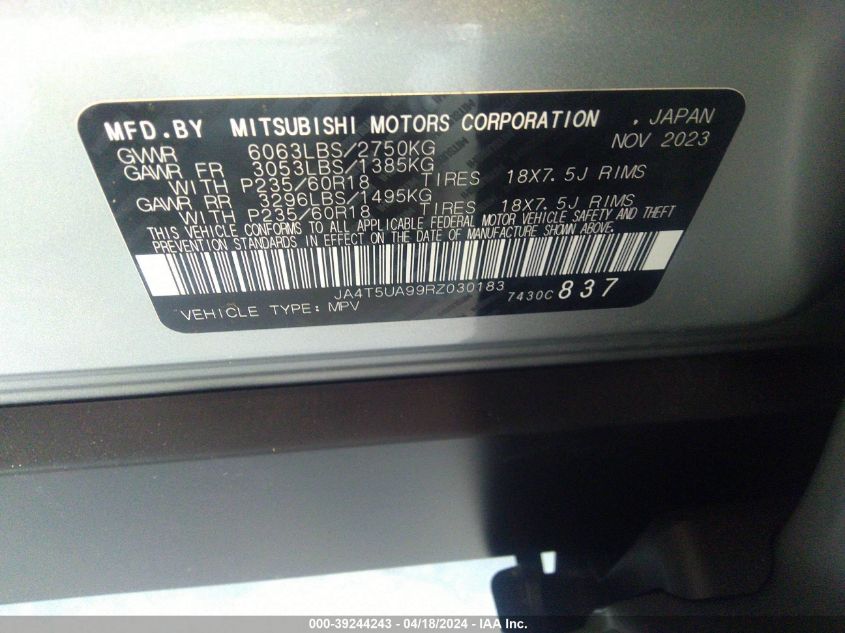 MFD.BY MITSUBISHI MOTORS CORPORATION . JAPAN
NOV 2023
GVWR 6063LBS/2750KG
GAWR FR 3053LBS/1385KG
WITH P235/60R18 TIRES 18X7.5J RIMS
GAWR RR 3296LBS/1495KG
WITH P235/60R18 TIRES 18X7.5J RIMS
THIS VEHICLE CONFORMS TO ALL APPLICABLE FEDERAL MOTOR VEHICLE SAFETY AND THEFT
PREVENTION STANDARDS IN EFFECT ON THE DATE OF MANUFACTURE SHOWN ABOVE.
JA4T5UA99RZ030183 7430C 837
VEHICLE TYPE: MPV
000-39244243 - 04/18/2024 - IAA Inc.